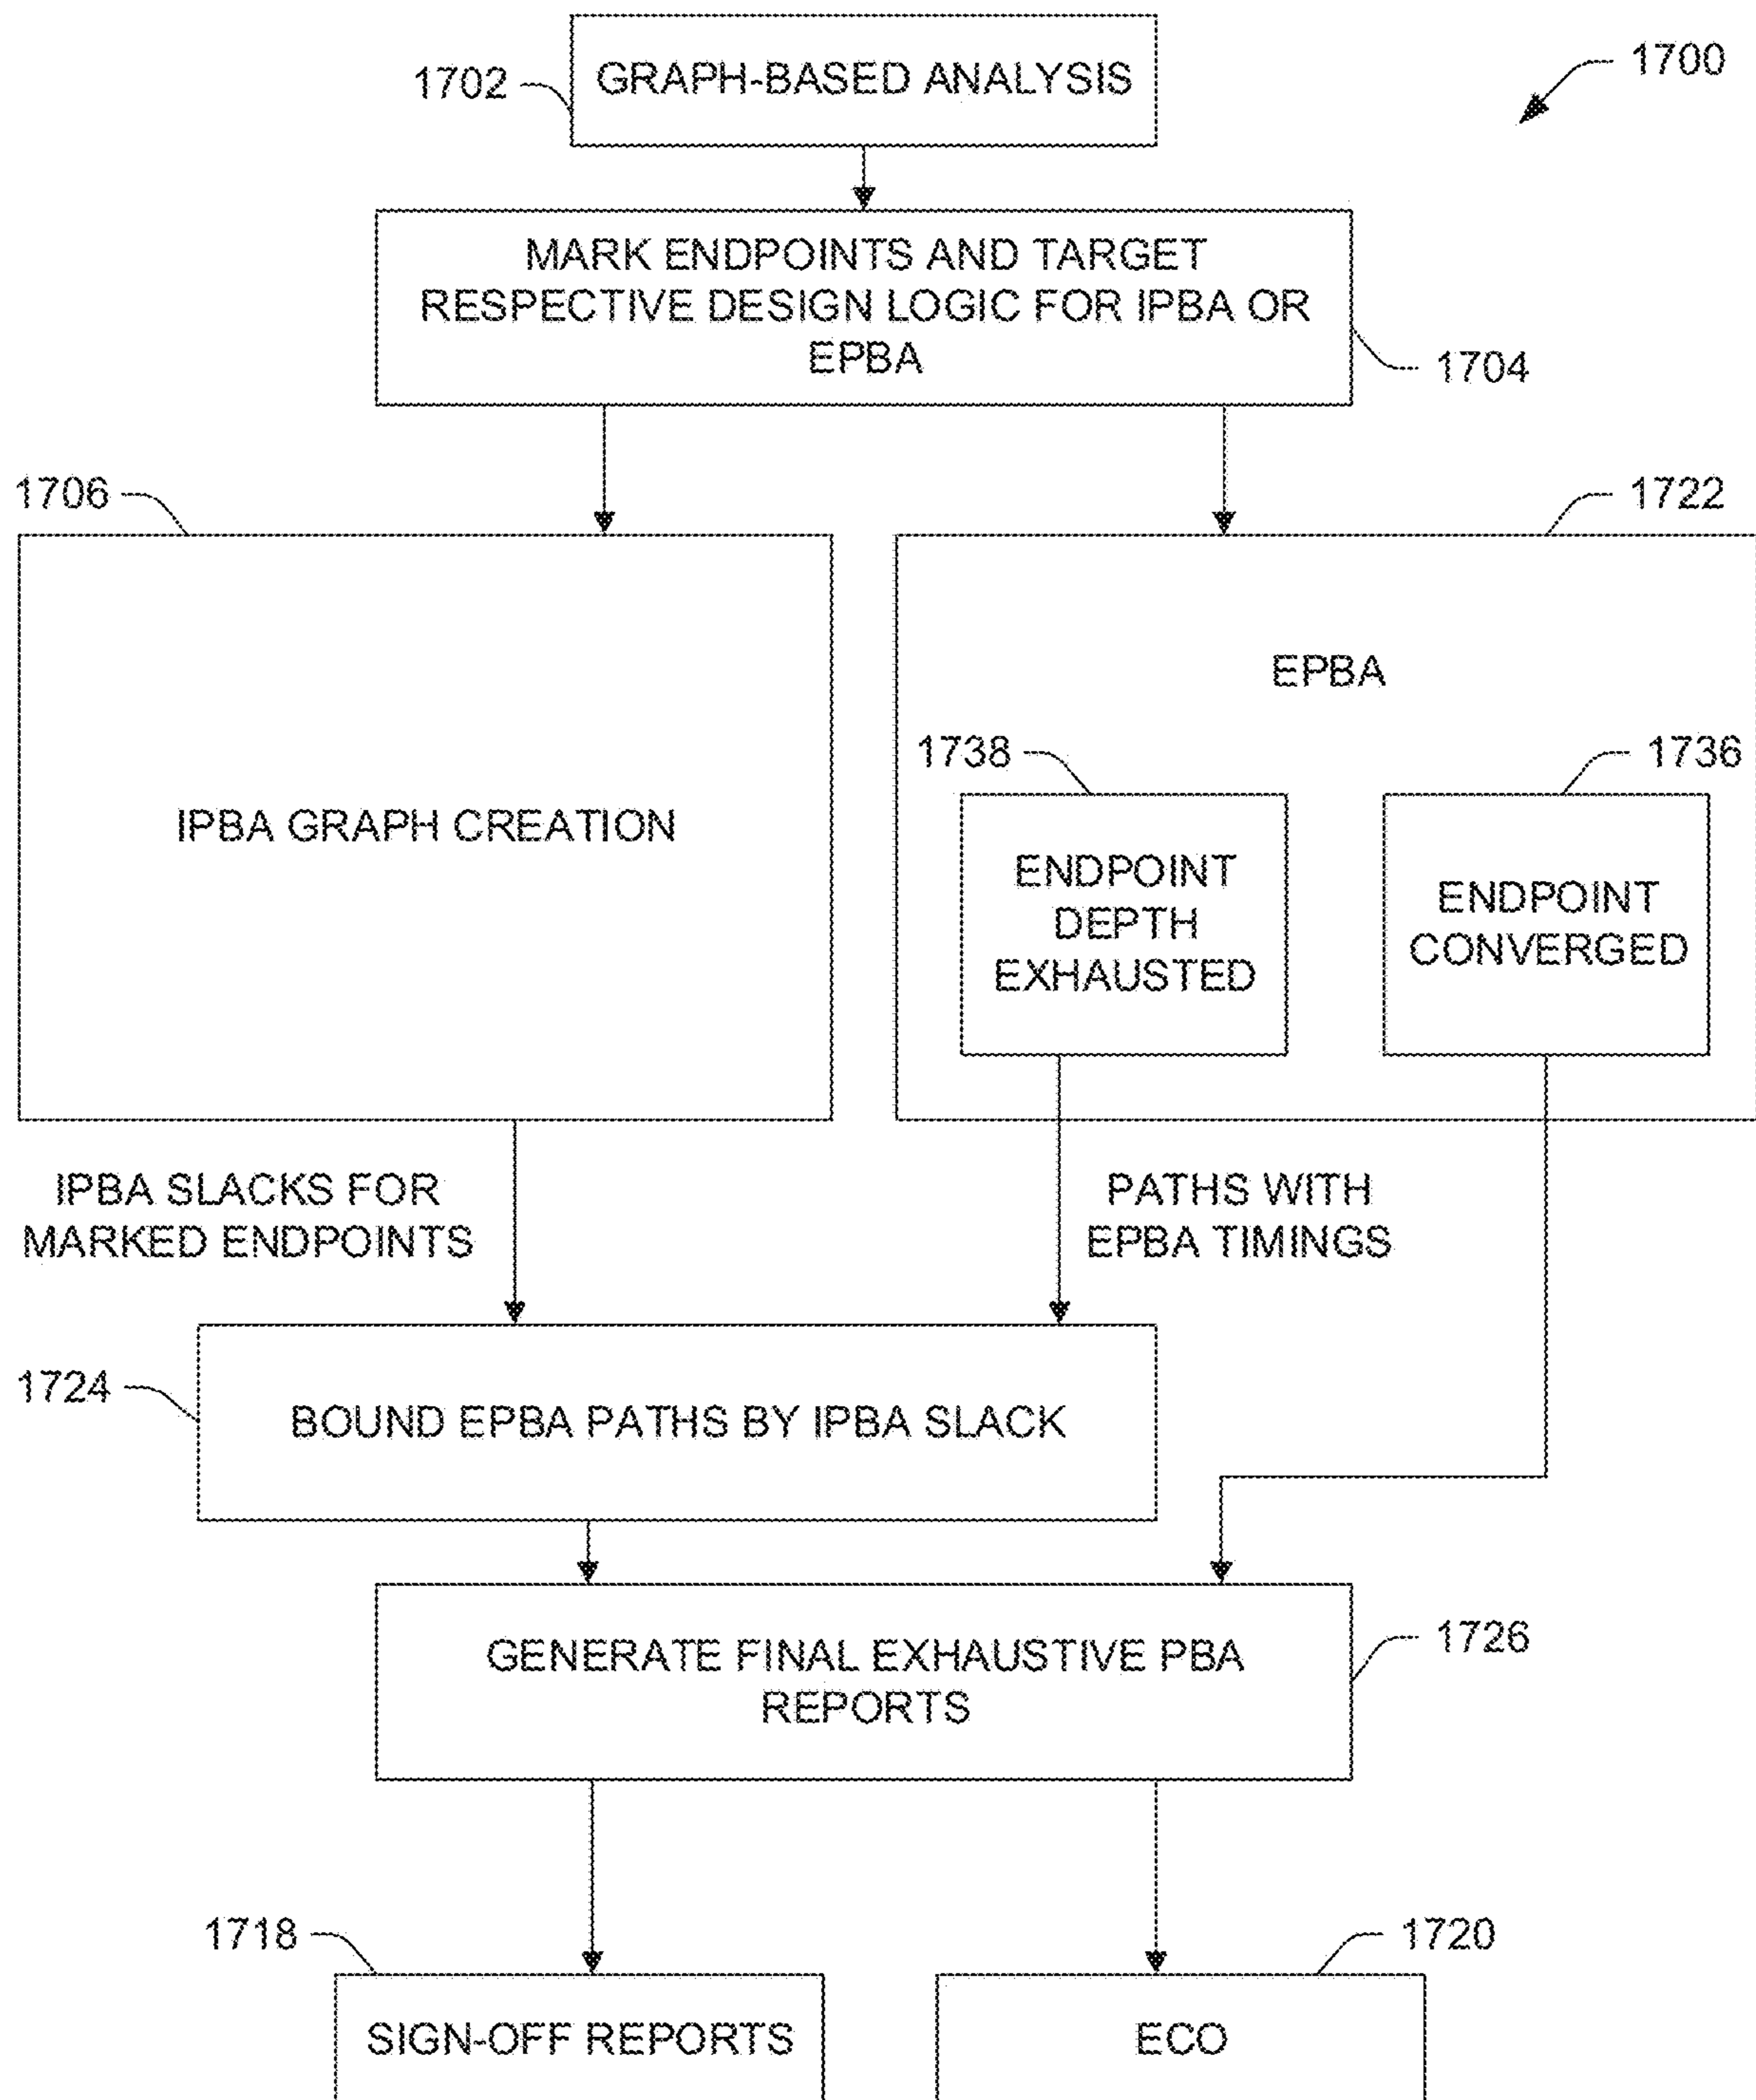 1702
GRAPH-BASED ANALYSIS
1700
MARK ENDPOINTS AND TARGET
RESPECTIVE DESIGN LOGIC FOR IPBA OR
EPBA
1704
1706
1722
IPBA GRAPH CREATION
EPBA
1738
1736
ENDPOINT
DEPTH
EXHAUSTED
ENDPOINT
CONVERGED
IPBA SLACKS FOR
MARKED ENDPOINTS
PATHS WITH
EPBA TIMINGS
1724
BOUND EPBA PATHS BY IPBA SLACK
GENERATE FINAL EXHAUSTIVE PBA
REPORTS
1726
1718
1720
SIGN-OFF REPORTS
ECO